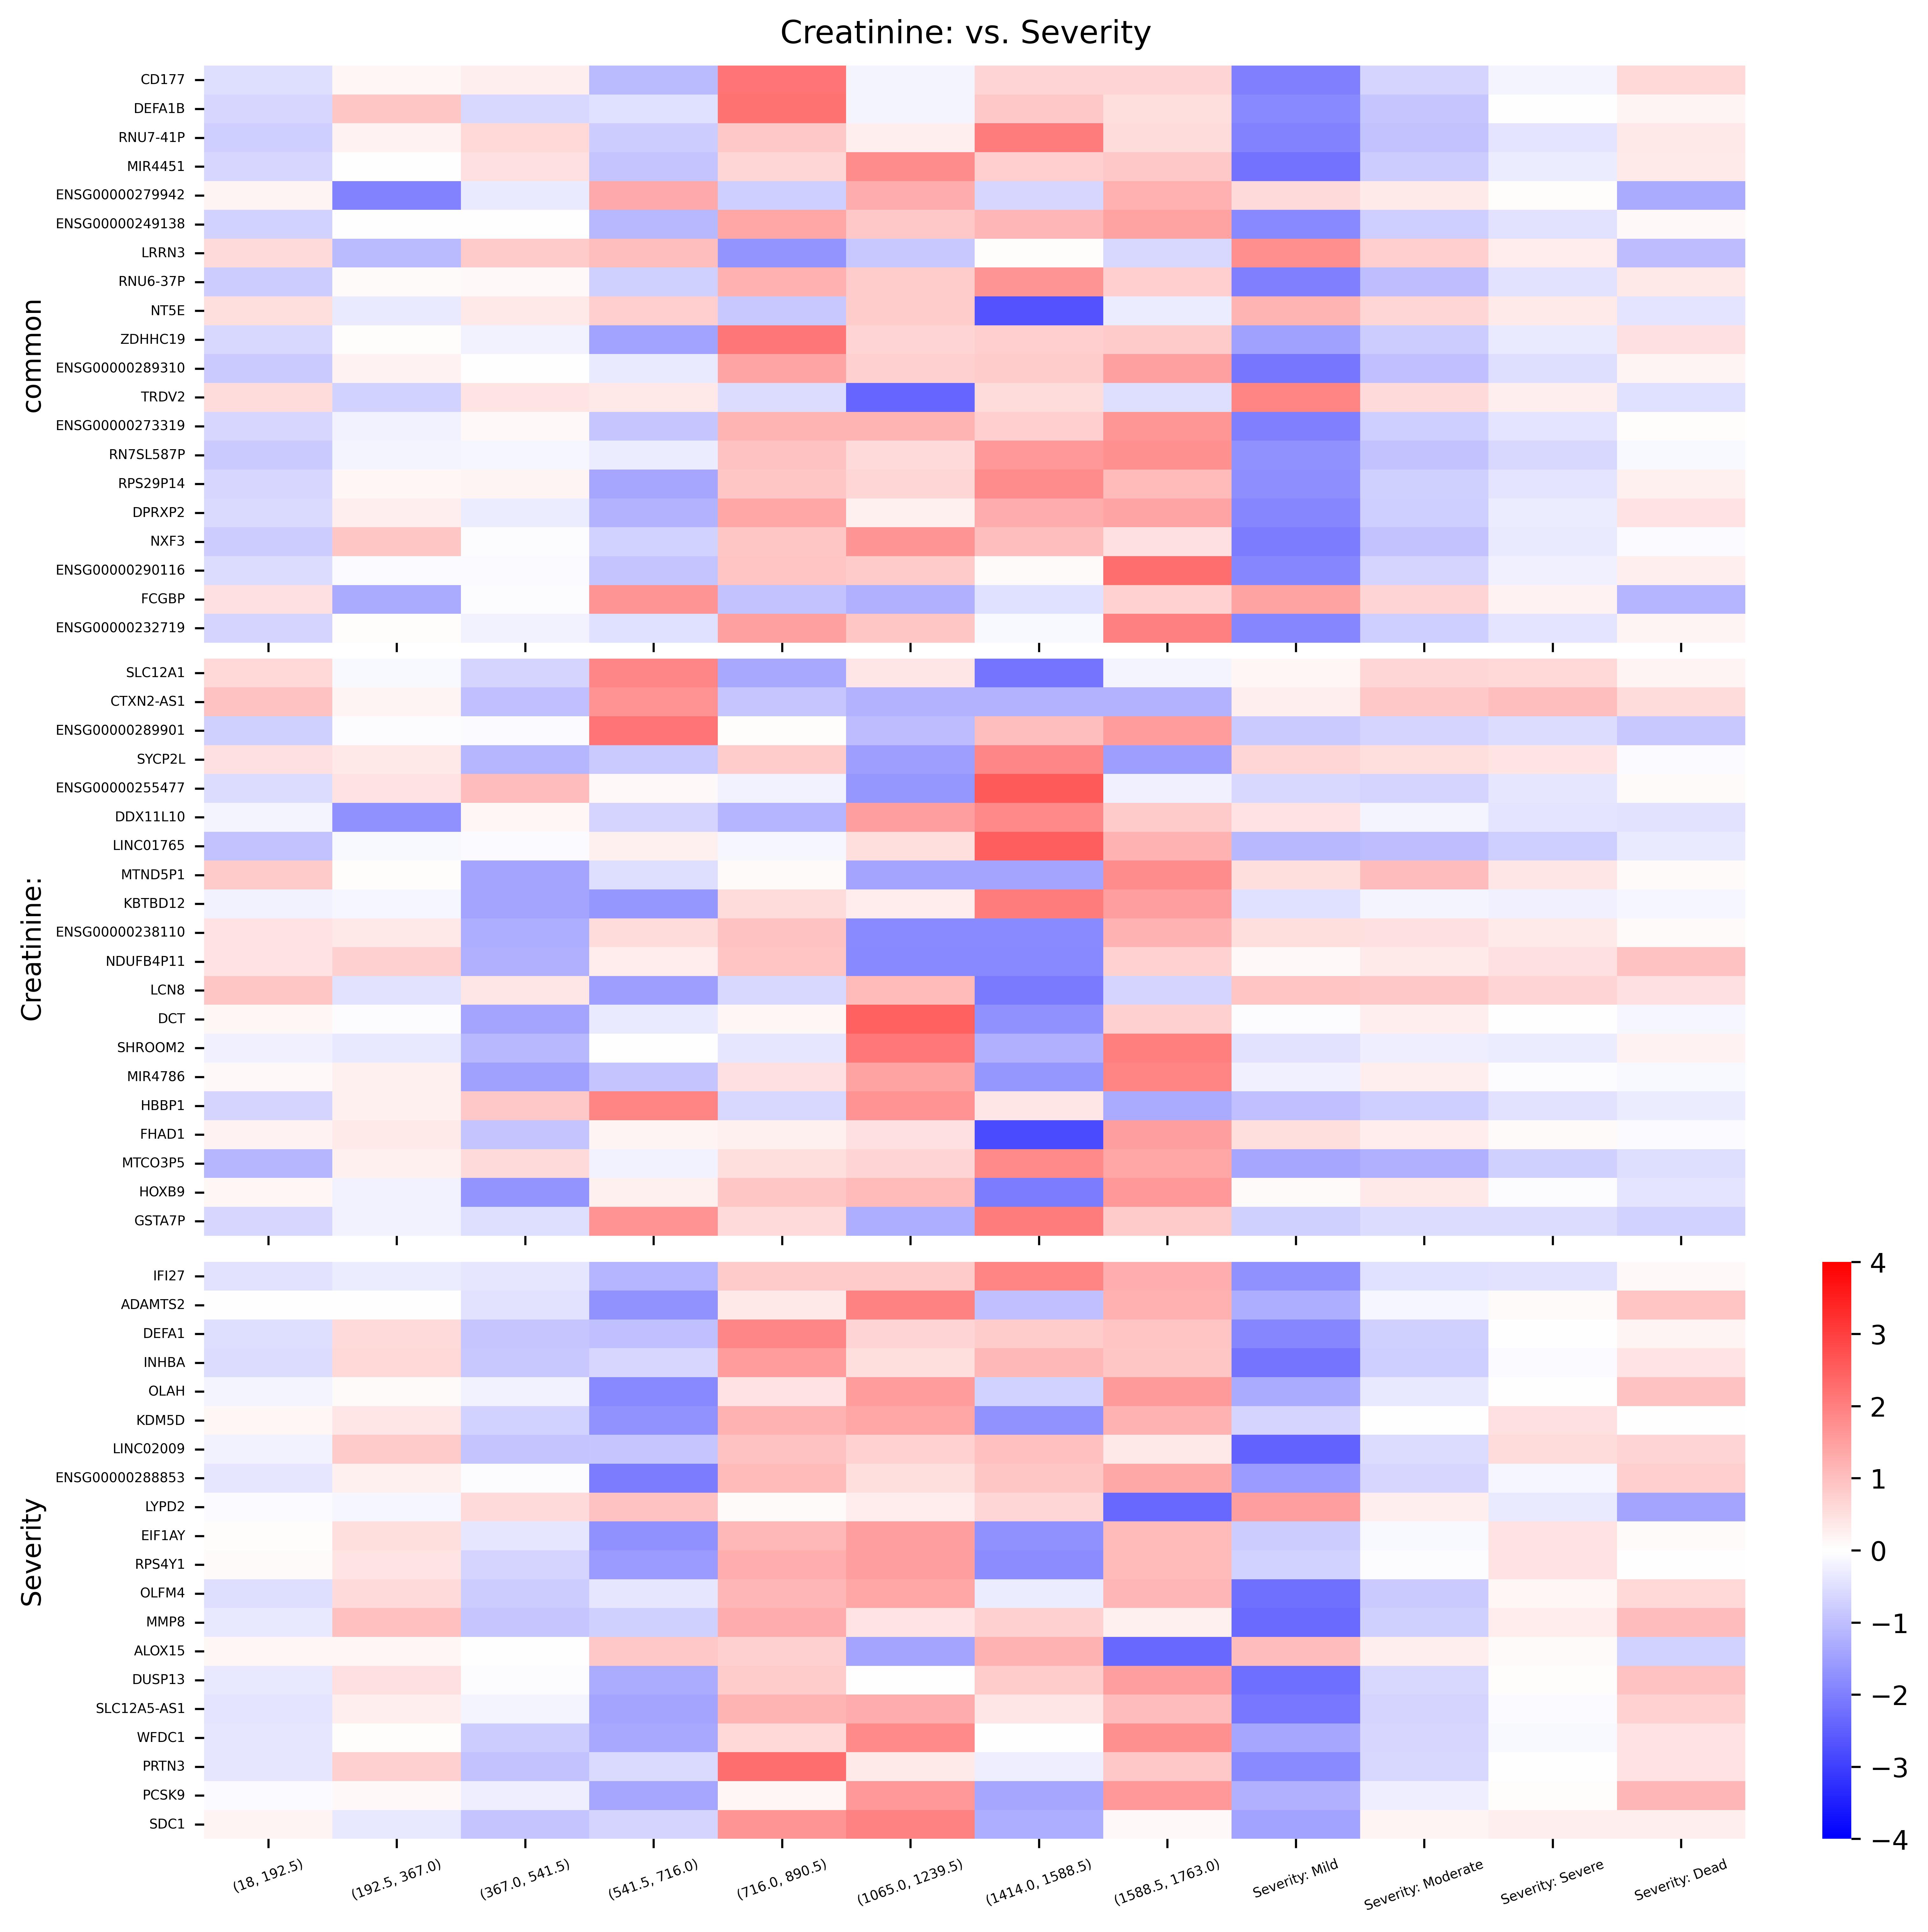 Creatinine: vs. Severity
common
CD177
DEFA1B
RNU7-41P
MIR4451
ENSG00000279942
ENSG00000249138
LRRN3
RNU6-37P
NT5E
ZDHHC19
ENSG00000289310
TRDV2
ENSG00000273319
RN7SL587P
RPS29P14
DPRXP2
NXF3
ENSG00000290116
FCGBP
ENSG00000232719
Creatinine:
SLC12A1
CTXN2-AS1
ENSG00000289901
SYCP2L
ENSG00000255477
DDX11L10
LINC01765
MTND5P1
KBTBD12
ENSG00000238110
NDUFB4P11
LCN8
DCT
SHROOM2
MIR4786
HBBP1
FHAD1
MTCO3P5
HOXB9
GSTA7P
Severity
IFI27
ADAMTS2
DEFA1
INHBA
OLAH
KDM5D
LINC02009
ENSG00000288853
LYPD2
EIF1AY
RPS4Y1
OLFM4
MMP8
ALOX15
DUSP13
SLC12A5-AS1
WFDC1
PRTN3
PCSK9
SDC1
(18, 192.5)
(192.5, 367.0)
(367.0, 541.5)
(541.5, 716.0)
(716.0, 890.5)
(1065.0, 1239.5)
(1414.0, 1588.5)
(1588.5, 1763.0)
Severity: Mild
Severity: Moderate
Severity: Severe
Severity: Dead
4
3
2
1
0
−1
−2
−3
−4